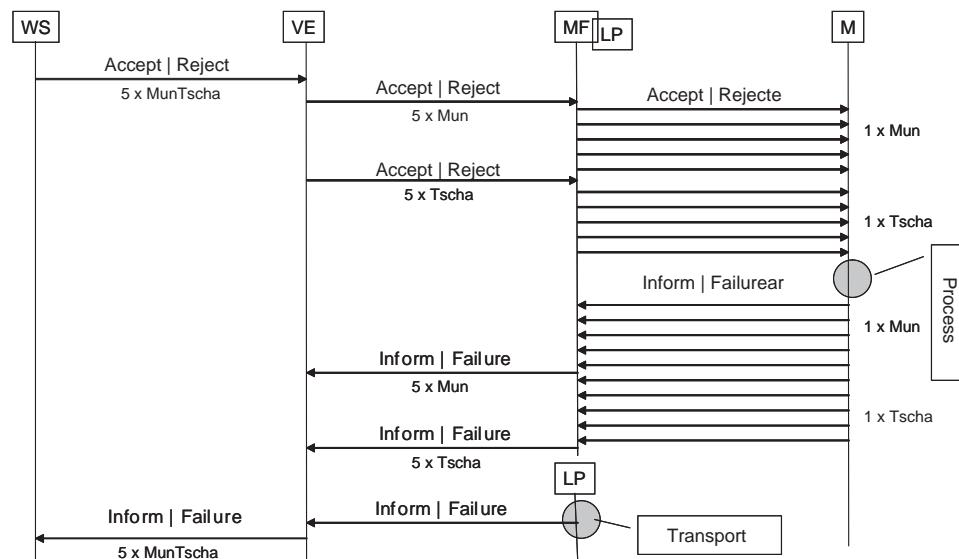 WS
VE
MF
LP
M
Accept | Reject
5 x MunTscha
Accept | Reject
5 x Mun
Accept | Rejecte
1 x Mun
Accept | Reject
5 x Tscha
1 x Tscha
Process
Inform | Failurear
1 x Mun
Inform | Failure
5 x Mun
1 x Tscha
Inform | Failure
5 x Tscha
LP
Inform | Failure
Transport
Inform | Failure
5 x MunTscha